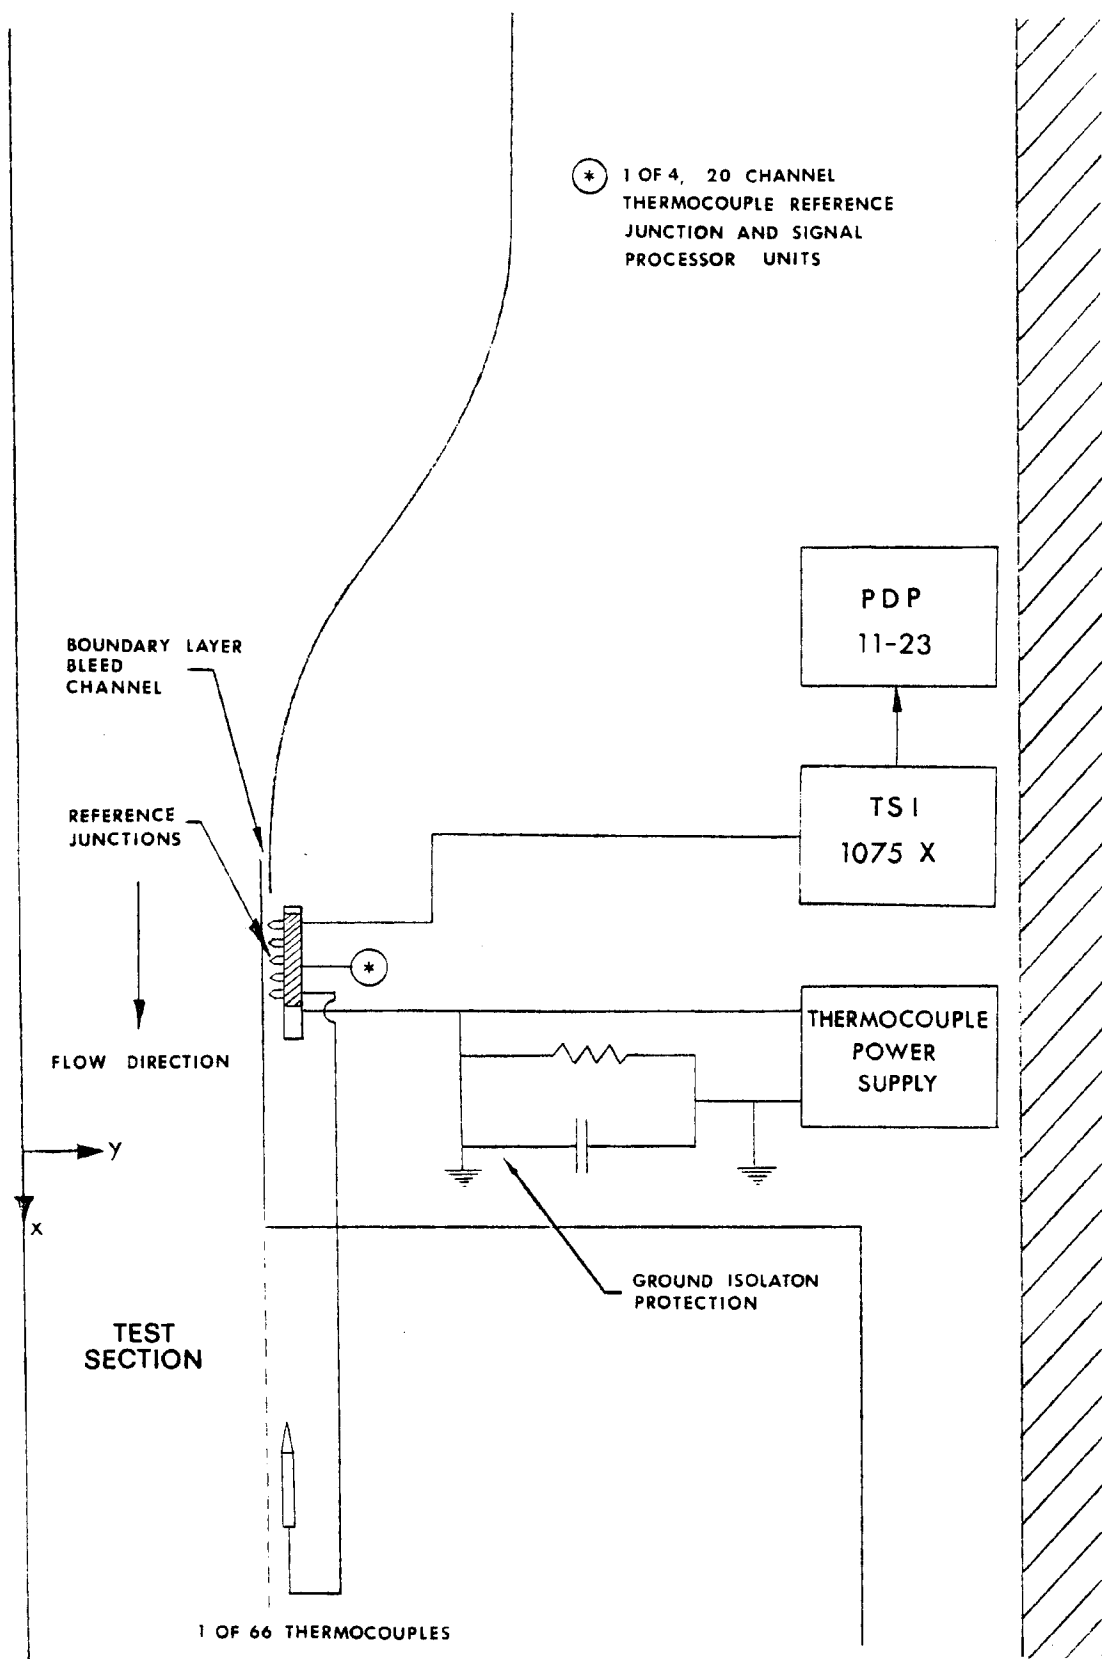 * 1 OF 4, 20 CHANNEL
THERMOCOUPLE REFERENCE
JUNCTION AND SIGNAL
PROCESSOR UNITS
PDP
11-23
BOUNDARY LAYER
BLEED
CHANNEL
TSI
1075 X
REFERENCE
JUNCTIONS
*
THERMOCOUPLE
POWER
SUPPLY
FLOW DIRECTION
y
x
GROUND ISOLATON
PROTECTION
TEST
SECTION
1 OF 66 THERMOCOUPLES